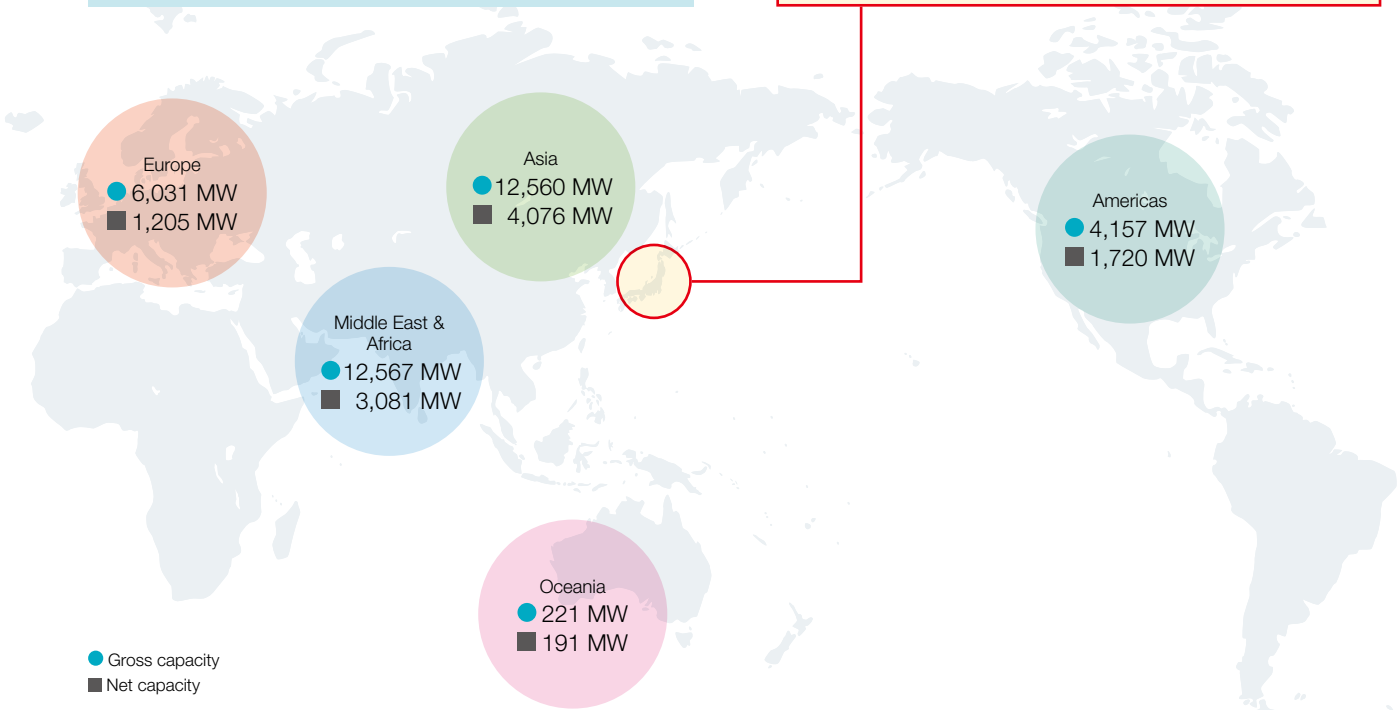 Europe
6,031 MW
1,205 MW
Asia
12,560 MW
4,076 MW
Americas
4,157 MW
1,720 MW
Middle East &
Africa
12,567 MW
3,081 MW
Oceania
221 MW
191 MW
Gross capacity
Net capacity